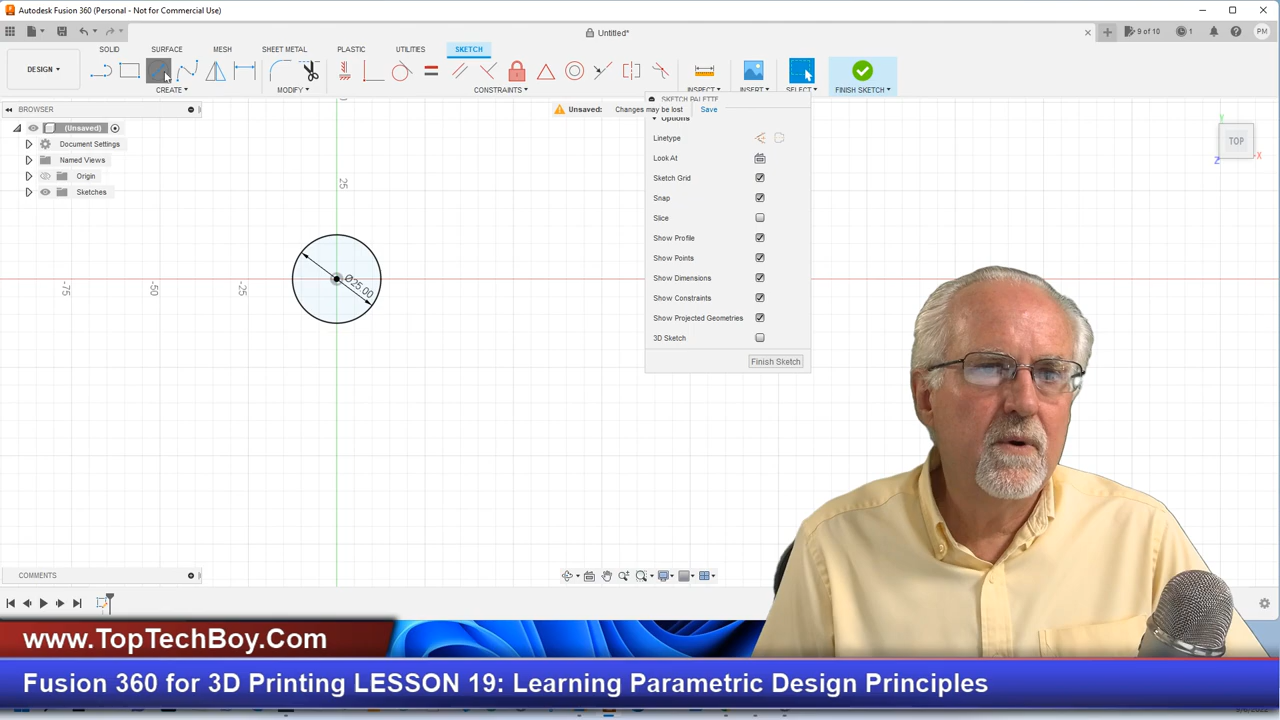 Autodesk Fusion 360 (Personal - Not for Commercial Use)
Untitled*
9 of 10
1
PM
DESIGN
SOLID
SURFACE
MESH
SHEET METAL
PLASTIC
UTILITIES
SKETCH
CREATE
MODIFY
CONSTRAINTS
INSPECT
INSERT
SELECT
FINISH SKETCH
BROWSER
(Unsaved)
Document Settings
Named Views
Origin
Sketches
Unsaved:
Changes may be lost
Save
SKETCH PALETTE
Options
Linetype
Look At
Sketch Grid
Snap
Slice
Show Profile
Show Points
Show Dimensions
Show Constraints
Show Projected Geometries
3D Sketch
Finish Sketch
TOP
Y
X
Z
25
-75
-50
-25
Ø25.00
COMMENTS
www.TopTechBoy.Com
Fusion 360 for 3D Printing LESSON 19: Learning Parametric Design Principles